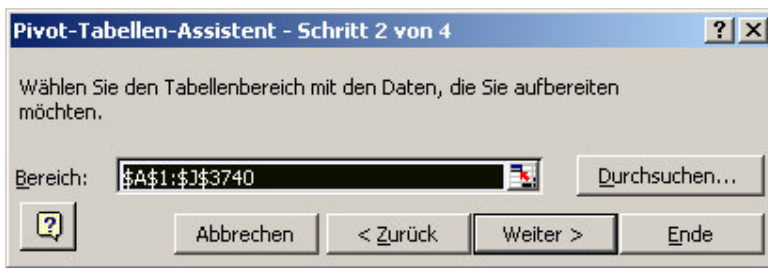 Pivot-Tabellen-Assistent - Schritt 2 von 4
Wählen Sie den Tabellenbereich mit den Daten, die Sie aufbereiten
möchten.
Bereich: $A$1:$J$3740 Durchsuchen...
Abbrechen < Zurück Weiter > Ende